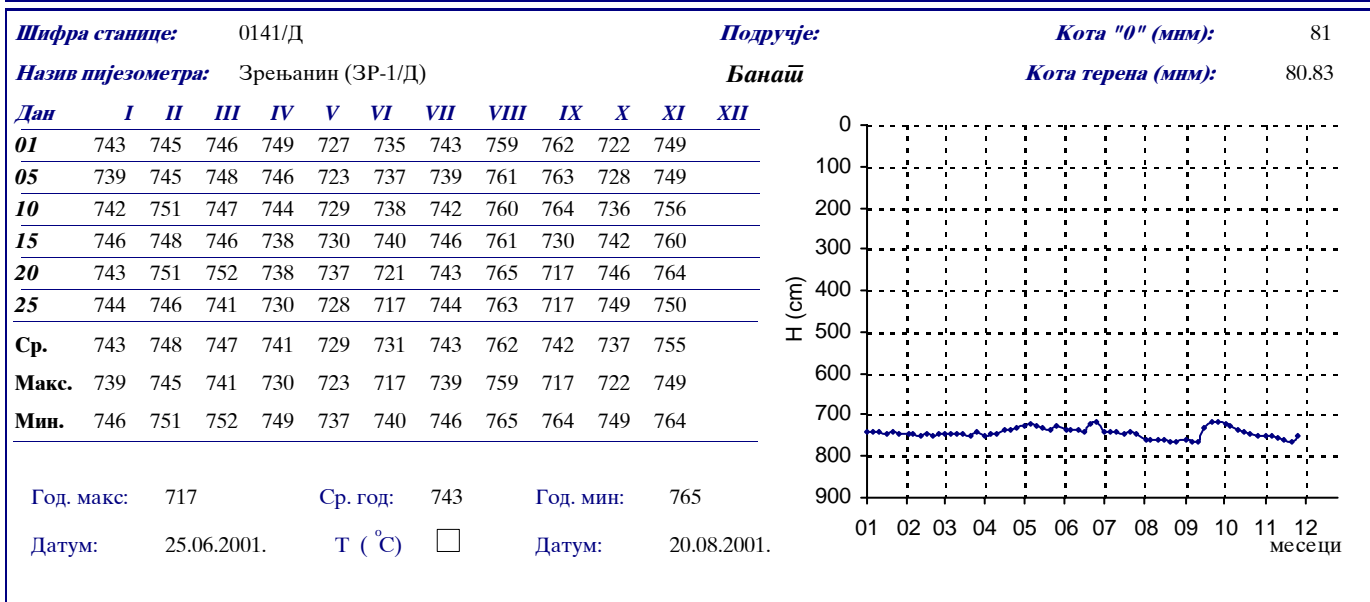 Шифра станице: 0141/Д Подручје: Кота "0" (мнм): 81
Назив пијезометра: Зрењанин (ЗР-1/Д) Банат Кота терена (мнм): 80.83
Дан I II III IV V VI VII VIII IX X XI XII
01 743 745 746 749 727 735 743 759 762 722 749
05 739 745 748 746 723 737 739 761 763 728 749
10 742 751 747 744 729 738 742 760 764 736 756
15 746 748 746 738 730 740 746 761 730 742 760
20 743 751 752 738 737 721 743 765 717 746 764
25 744 746 741 730 728 717 744 763 717 749 750
Ср. 743 748 747 741 729 731 743 762 742 737 755
Макс. 739 745 741 730 723 717 739 759 717 722 749
Мин. 746 751 752 749 737 740 746 765 764 749 764
Год. макс: 717 Ср. год: 743 Год. мин: 765
Датум: 25.06.2001. Т ( °С) Датум: 20.08.2001.
0
100
200
300
400
500
600
700
800
900
H (cm)
01 02 03 04 05 06 07 08 09 10 11 12
месеци